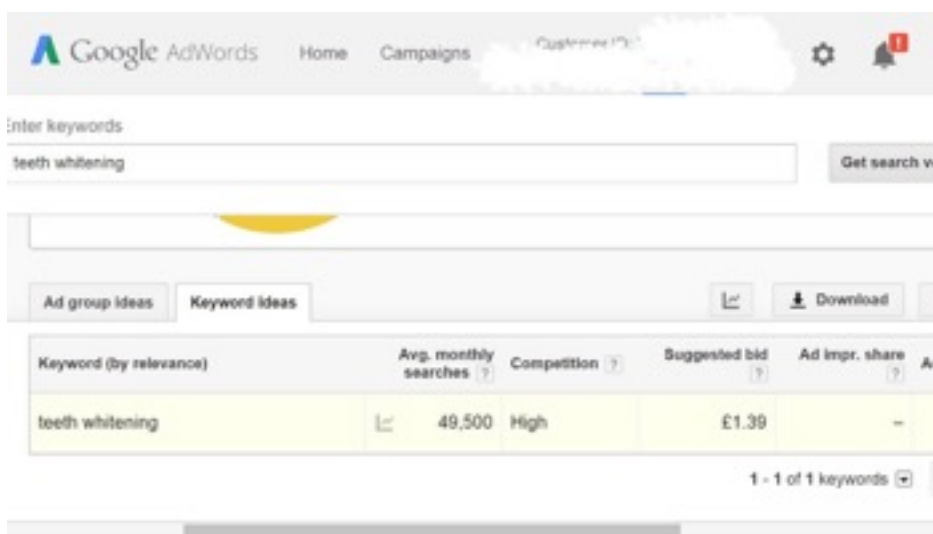 Google AdWords Home Campaigns
Enter keywords
teeth whitening Get search
Ad group ideas Keyword ideas Download
Keyword (by relevance) Avg. monthly searches ? Competition ? Suggested bid ? Ad impr. share ?
teeth whitening 49,500 High £1.39 –
1 - 1 of 1 keywords